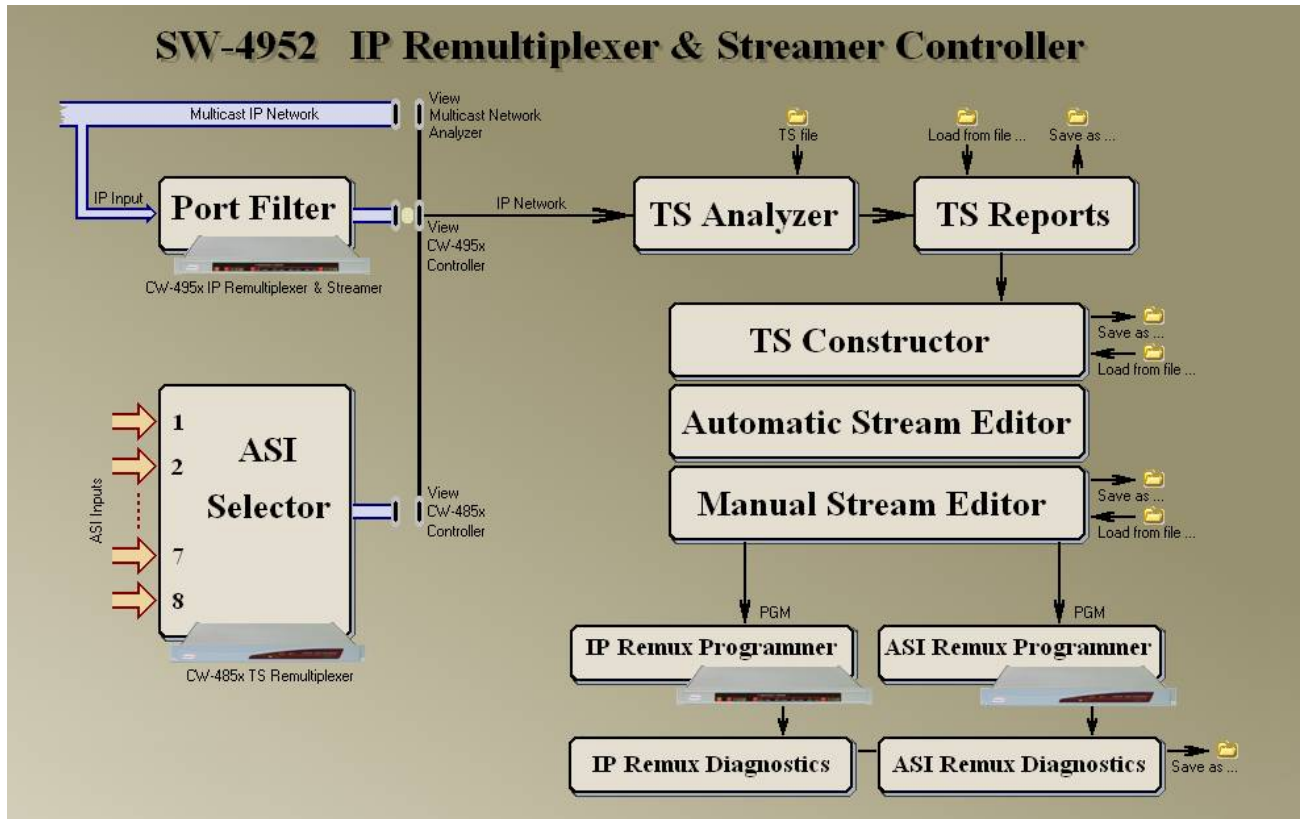 SW-4952 IP Remultiplexer & Streamer Controller
Multicast IP Network
View
Multicast Network
Analyzer
IP Input
Port Filter
CW-495x IP Remultiplexer & Streamer
View
CW-495x
Controller
IP Network
TS file
TS Analyzer
Load from file ...
Save as ...
TS Reports
TS Constructor
Save as ...
Load from file ...
Automatic Stream Editor
Manual Stream Editor
Save as ...
Load from file ...
ASI Inputs
1
2
7
8
ASI
Selector
View
CW-485x
Controller
CW-485x TS Remultiplexer
PGM
PGM
IP Remux Programmer
ASI Remux Programmer
IP Remux Diagnostics
ASI Remux Diagnostics
Save as ...